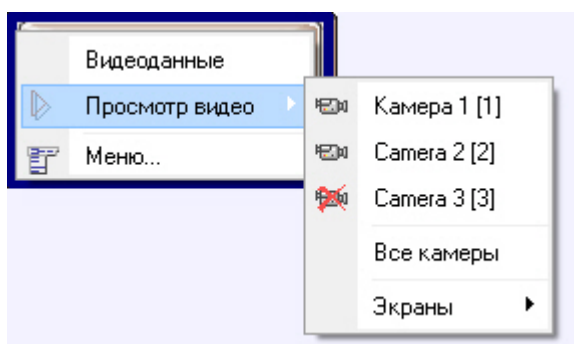 Видеоданные
Просмотр видео
Меню...
Камера 1 [1]
Camera 2 [2]
Camera 3 [3]
Все камеры
Экраны